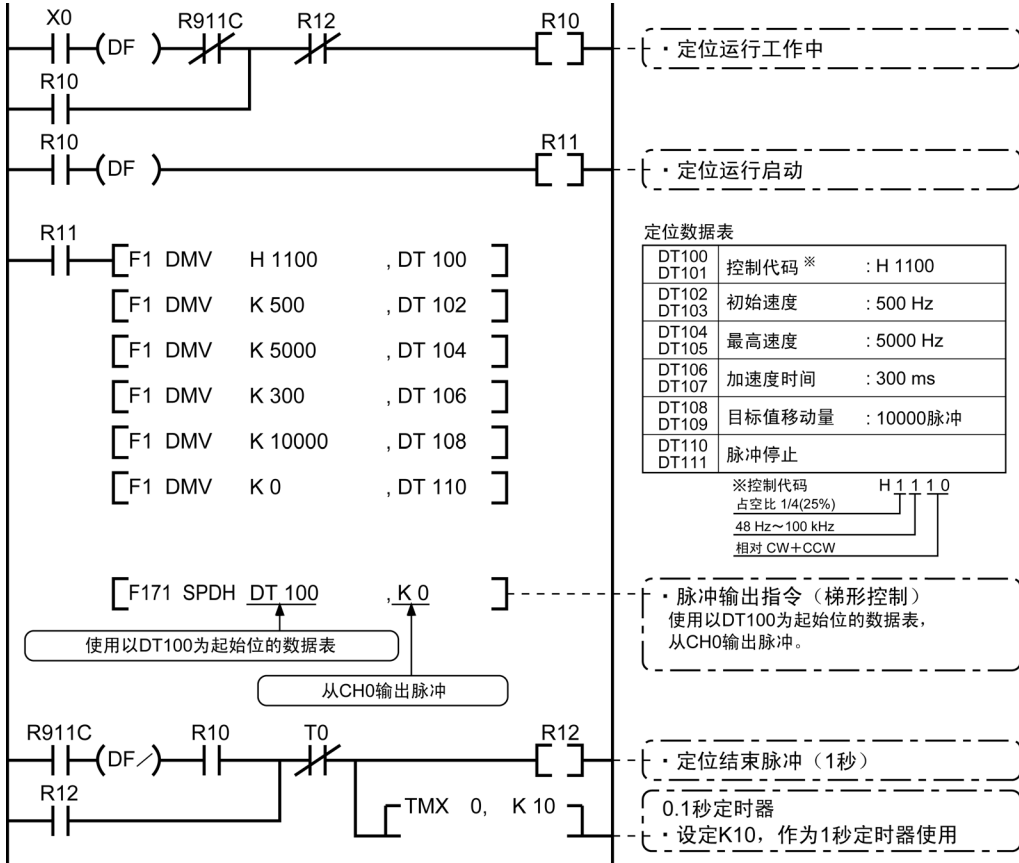 X0 R911C R12 R10
(DF )
・定位运行工作中
R10
R10 R11
(DF )
・定位运行启动
R11
F1 DMV H 1100 , DT 100
F1 DMV K 500 , DT 102
F1 DMV K 5000 , DT 104
F1 DMV K 300 , DT 106
F1 DMV K 10000 , DT 108
F1 DMV K 0 , DT 110
定位数据表
DT100
DT101
控制代码 ※ : H 1100
DT102
DT103
初始速度 : 500 Hz
DT104
DT105
最高速度 : 5000 Hz
DT106
DT107
加速度时间 : 300 ms
DT108
DT109
目标值移动量 : 10000脉冲
DT110
DT111
脉冲停止
※控制代码 H 1 1 1 0
占空比 1/4(25%)
48 Hz～100 kHz
相对 CW＋CCW
F171 SPDH DT 100 , K 0
使用以DT100为起始位的数据表
从CH0输出脉冲
・脉冲输出指令（梯形控制）
使用以DT100为起始位的数据表，
从CH0输出脉冲。
R911C R10 T0 R12
(DF／)
・定位结束脉冲（1秒）
R12
TMX 0, K 10
0.1秒定时器
・设定K10，作为1秒定时器使用